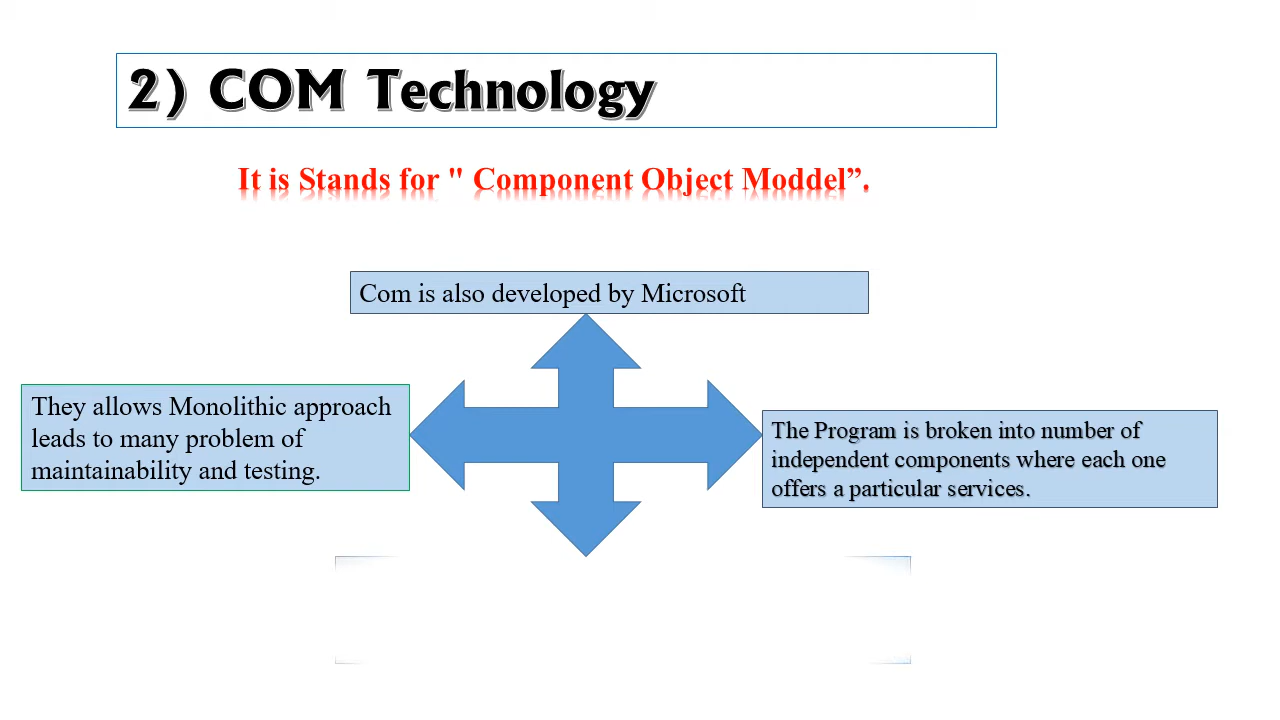 2) COM Technology
It is Stands for " Component Object Moddel”.
Com is also developed by Microsoft
They allows Monolithic approach
leads to many problem of
maintainability and testing.
The Program is broken into number of
independent components where each one
offers a particular services.